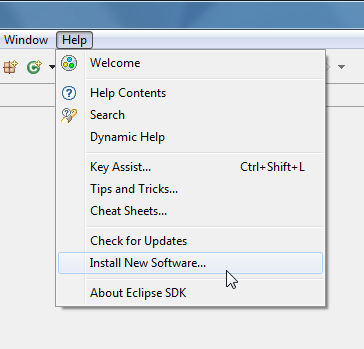 Window Help
Welcome
Help Contents
Search
Dynamic Help
Key Assist... Ctrl+Shift+L
Tips and Tricks...
Cheat Sheets...
Check for Updates
Install New Software...
About Eclipse SDK